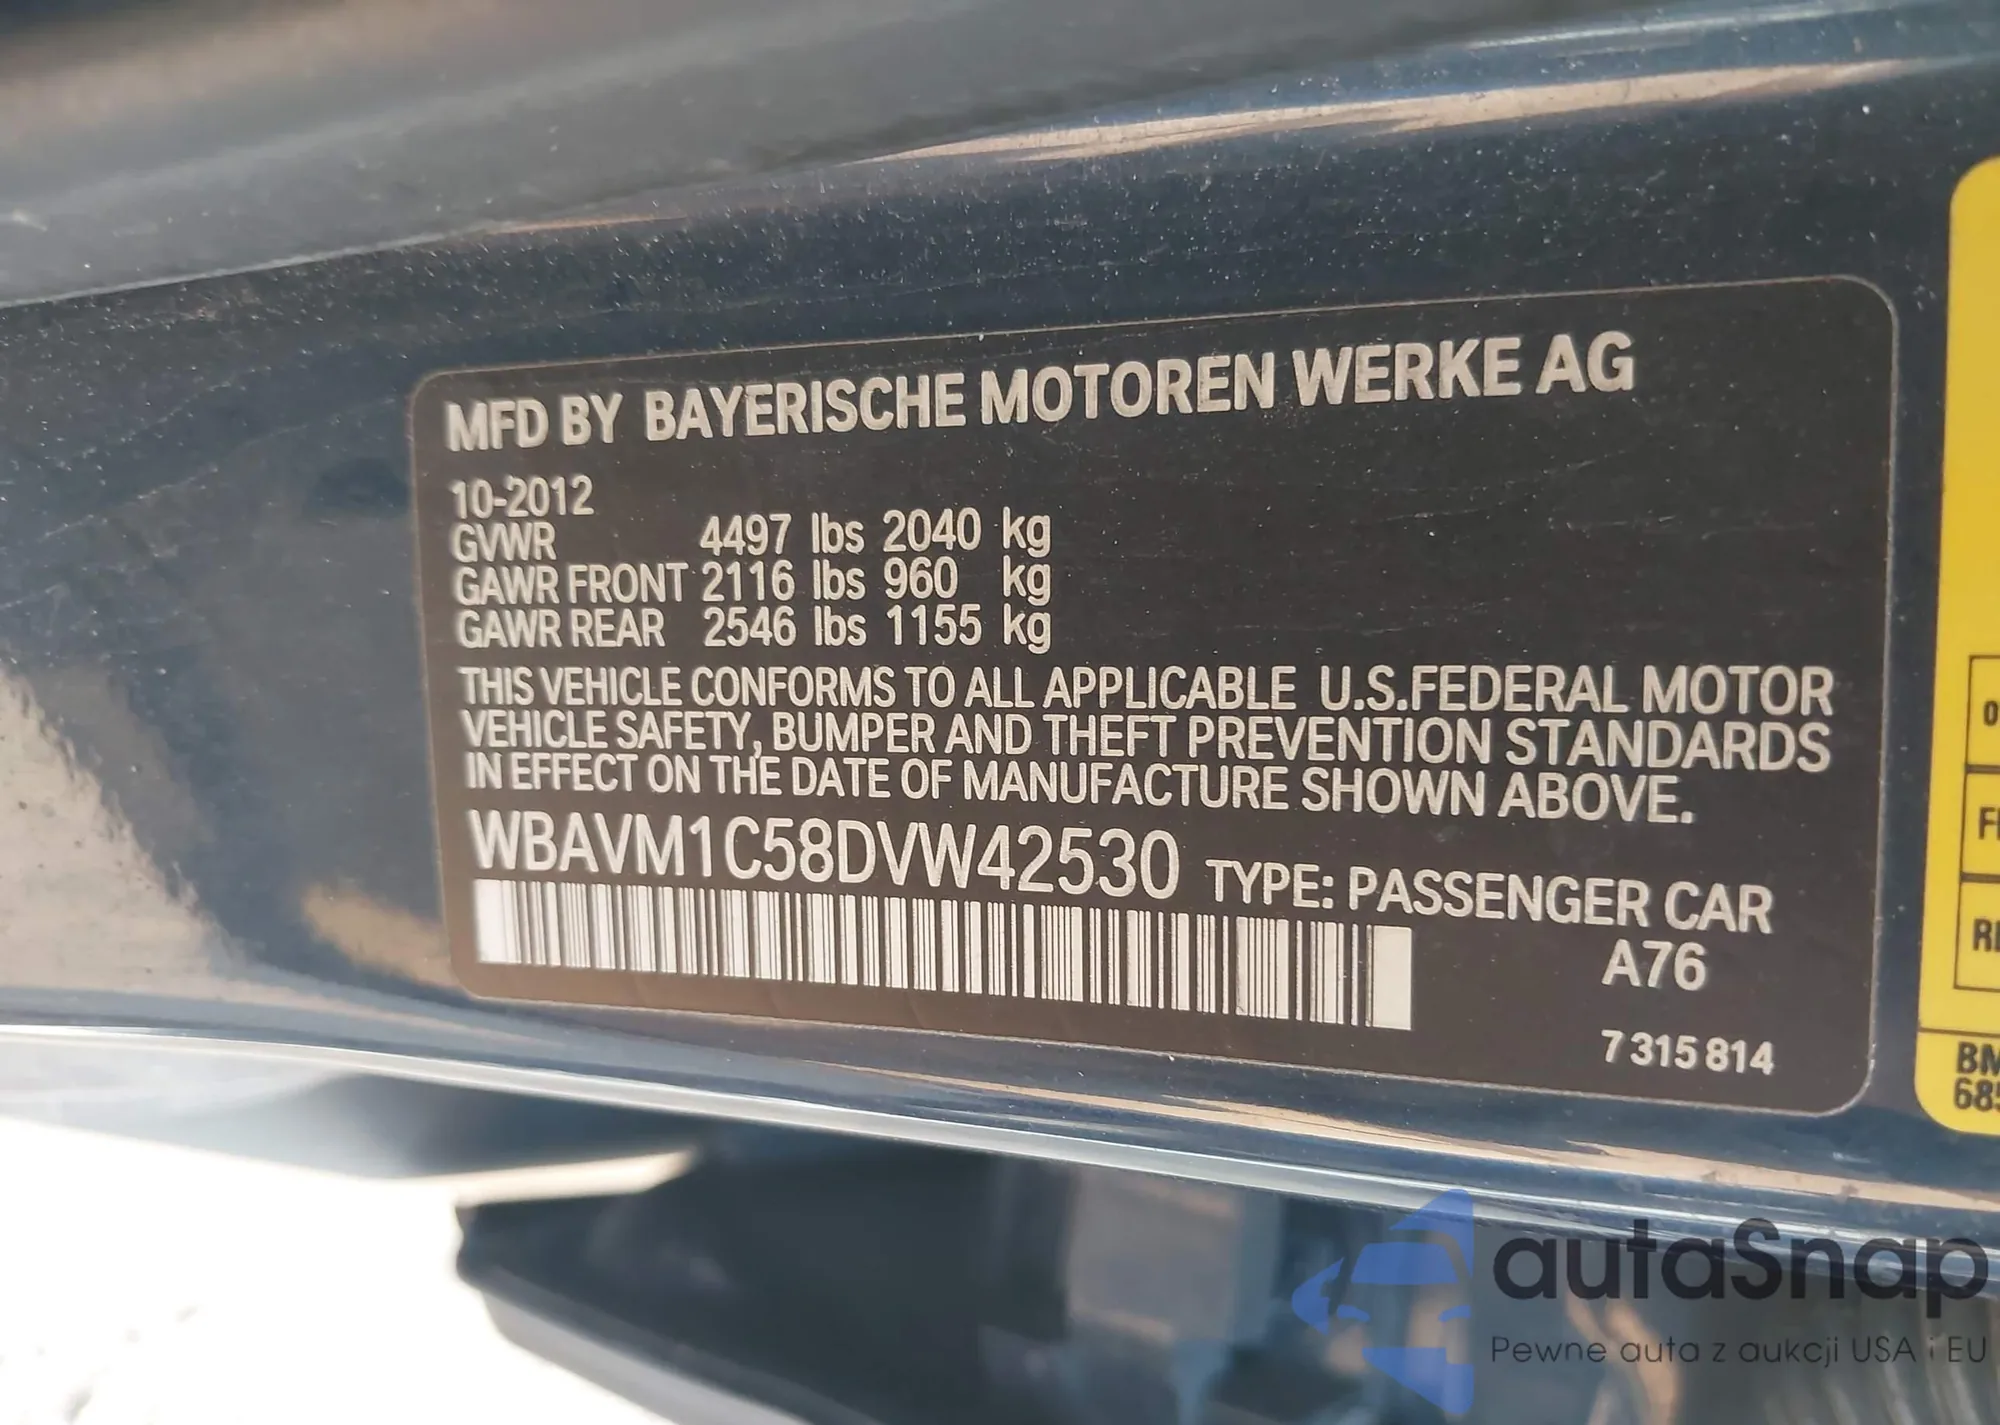 MFD BY BAYERISCHE MOTOREN WERKE AG
10-2012
GVWR 4497 lbs 2040 kg
GAWR FRONT 2116 lbs 960 kg
GAWR REAR 2546 lbs 1155 kg
THIS VEHICLE CONFORMS TO ALL APPLICABLE U.S.FEDERAL MOTOR
VEHICLE SAFETY, BUMPER AND THEFT PREVENTION STANDARDS
IN EFFECT ON THE DATE OF MANUFACTURE SHOWN ABOVE.
WBAVM1C58DVW42530 TYPE: PASSENGER CAR
A76
7 315 814
autaSnap
Pewne auta z aukcji USA i EU